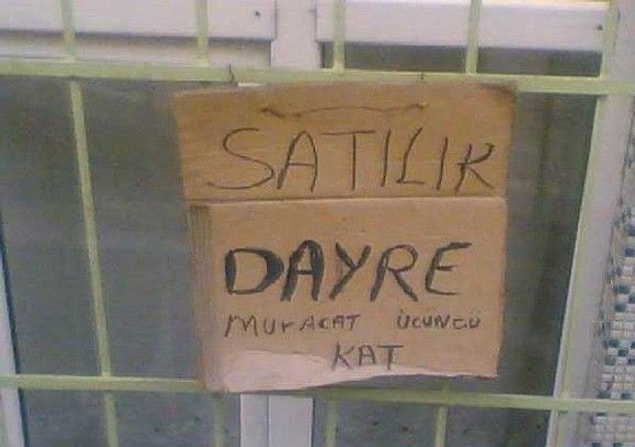 SATILIK
DAYRE
MURACAT ÜCÜNCÜ
KAT